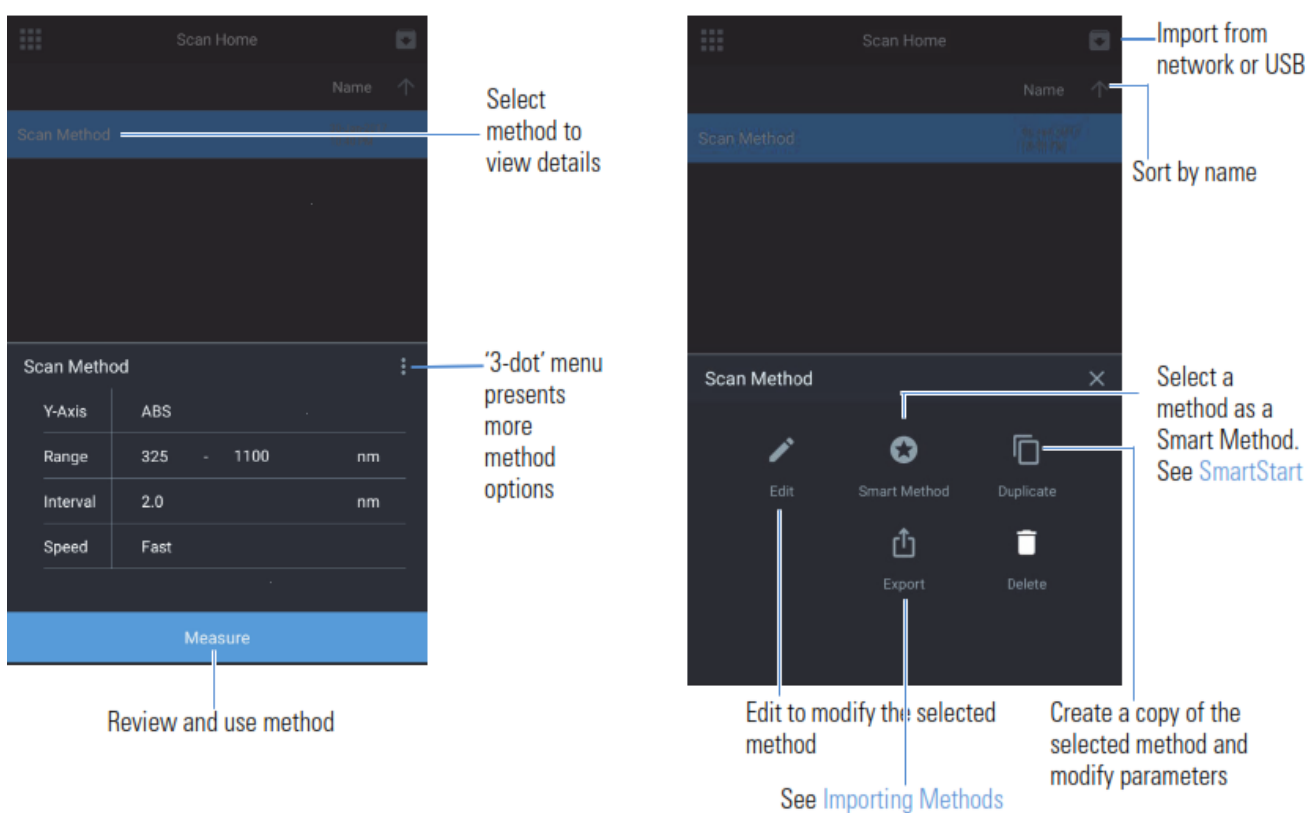 Scan Home
Name
Scan Method
Select
method to
view details
Scan Method
Y-Axis ABS
Range 325 - 1100 nm
Interval 2.0 nm
Speed Fast
Measure
'3-dot' menu
presents
more
method
options
Review and use method
Scan Home
Name
Scan Method
Import from
network or USB
Sort by name
Scan Method
Edit
Smart Method
Duplicate
Export
Delete
Select a
method as a
Smart Method.
See SmartStart
Edit to modify the selected
method
See Importing Methods
Create a copy of the
selected method and
modify parameters